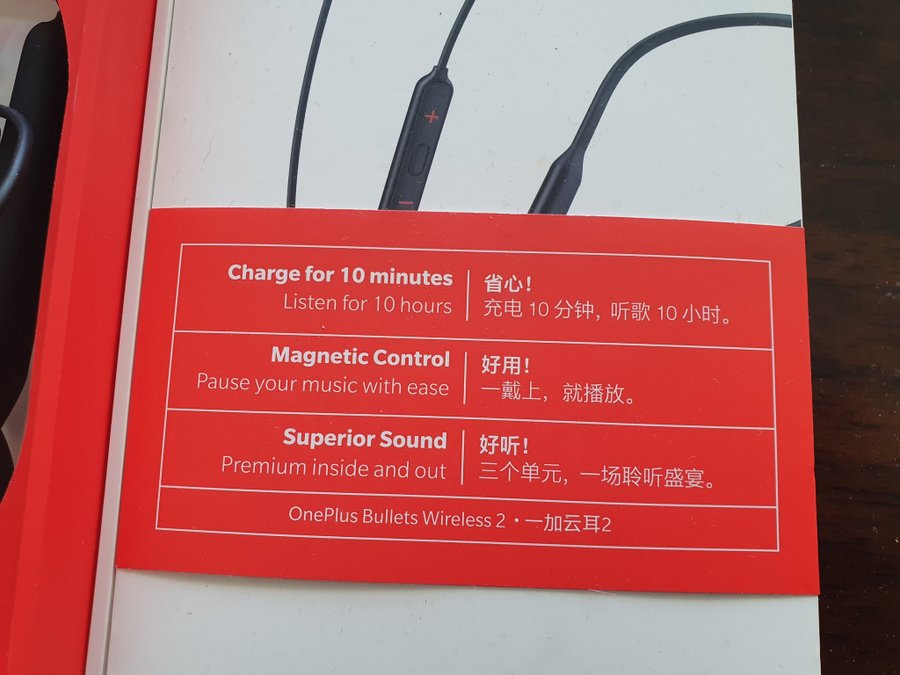 Charge for 10 minutes
Listen for 10 hours
省心！
充电 10 分钟，听歌 10 小时。
Magnetic Control
Pause your music with ease
好用！
一戴上，就播放。
Superior Sound
Premium inside and out
好听！
三个单元，一场聆听盛宴。
OnePlus Bullets Wireless 2 · 一加云耳2